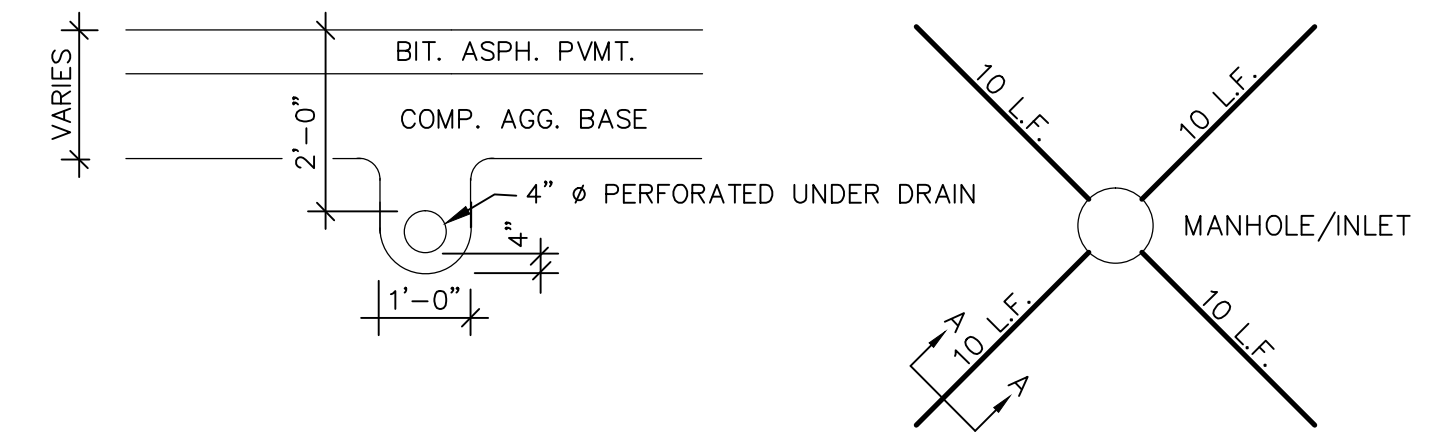 VARIES
BIT. ASPH. PVMT.
2'-0"
COMP. AGG. BASE
4" ø PERFORATED UNDER DRAIN
4"
1'-0"
10 L.F.
10 L.F.
MANHOLE/INLET
10 L.F.
10 L.F.
A
A